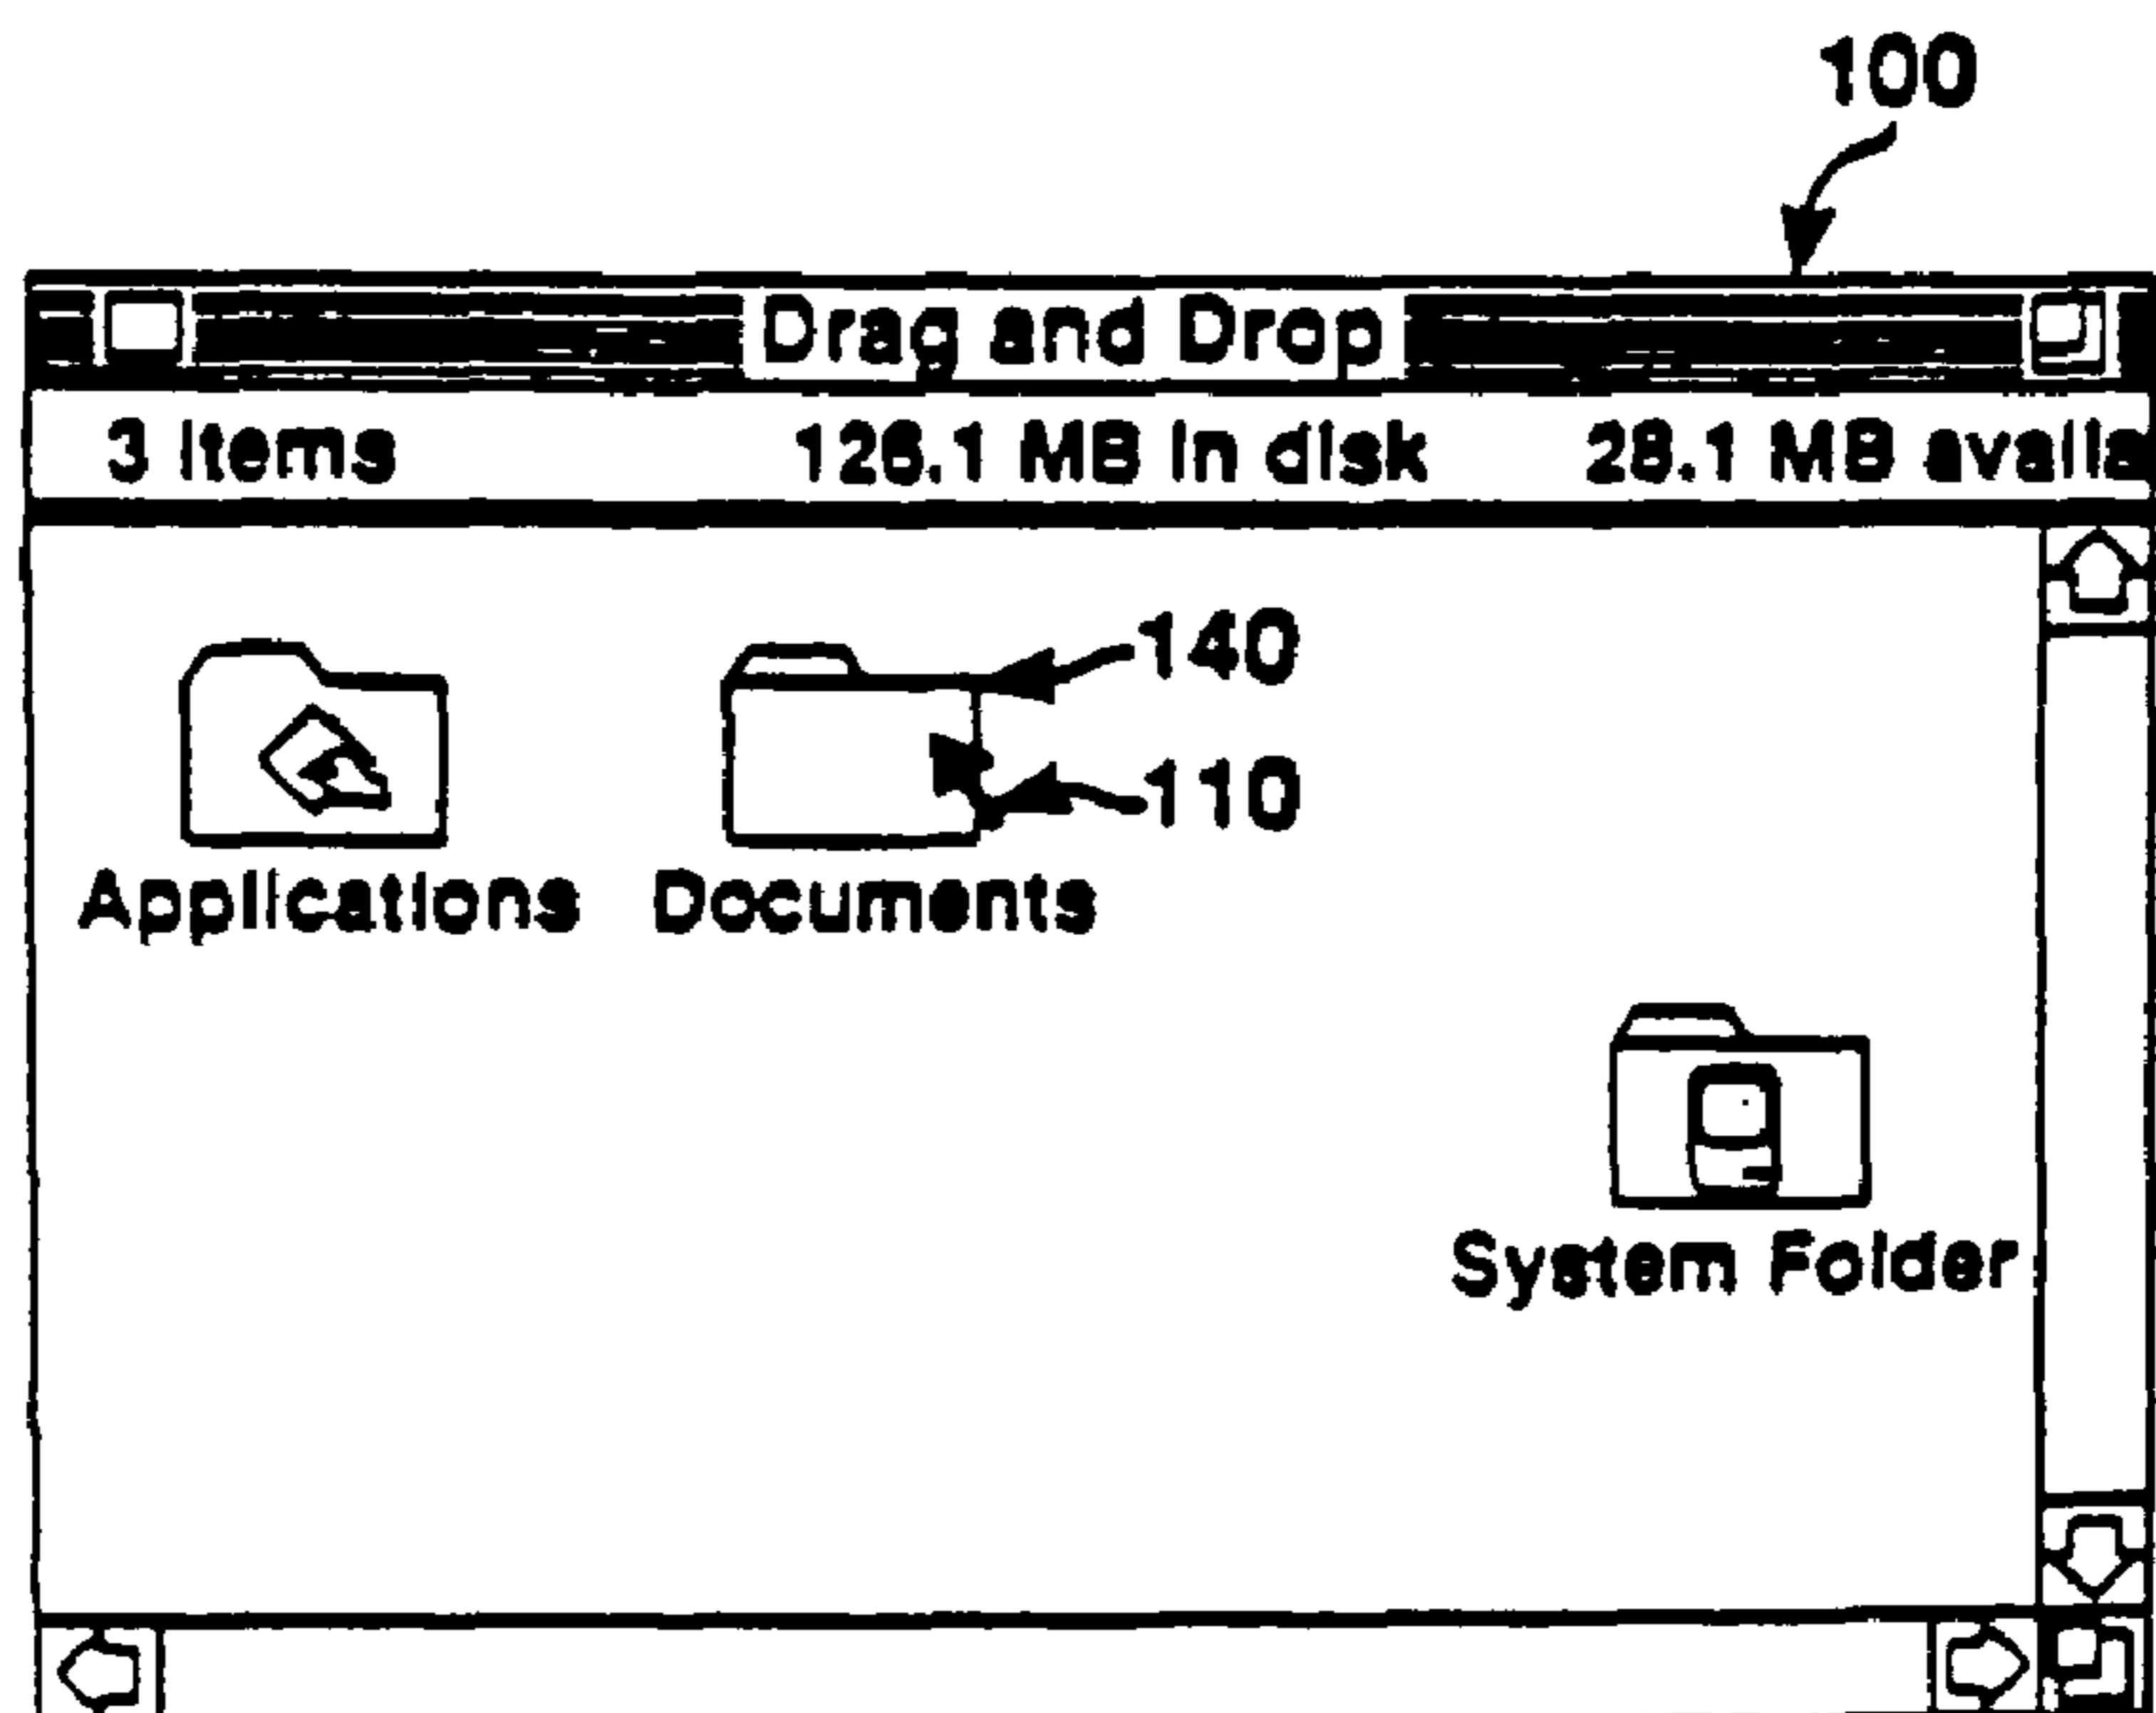 100
Drag and Drop
3 items 126.1 MB in disk 28.1 MB availa
140
110
Applications Documents
System Folder